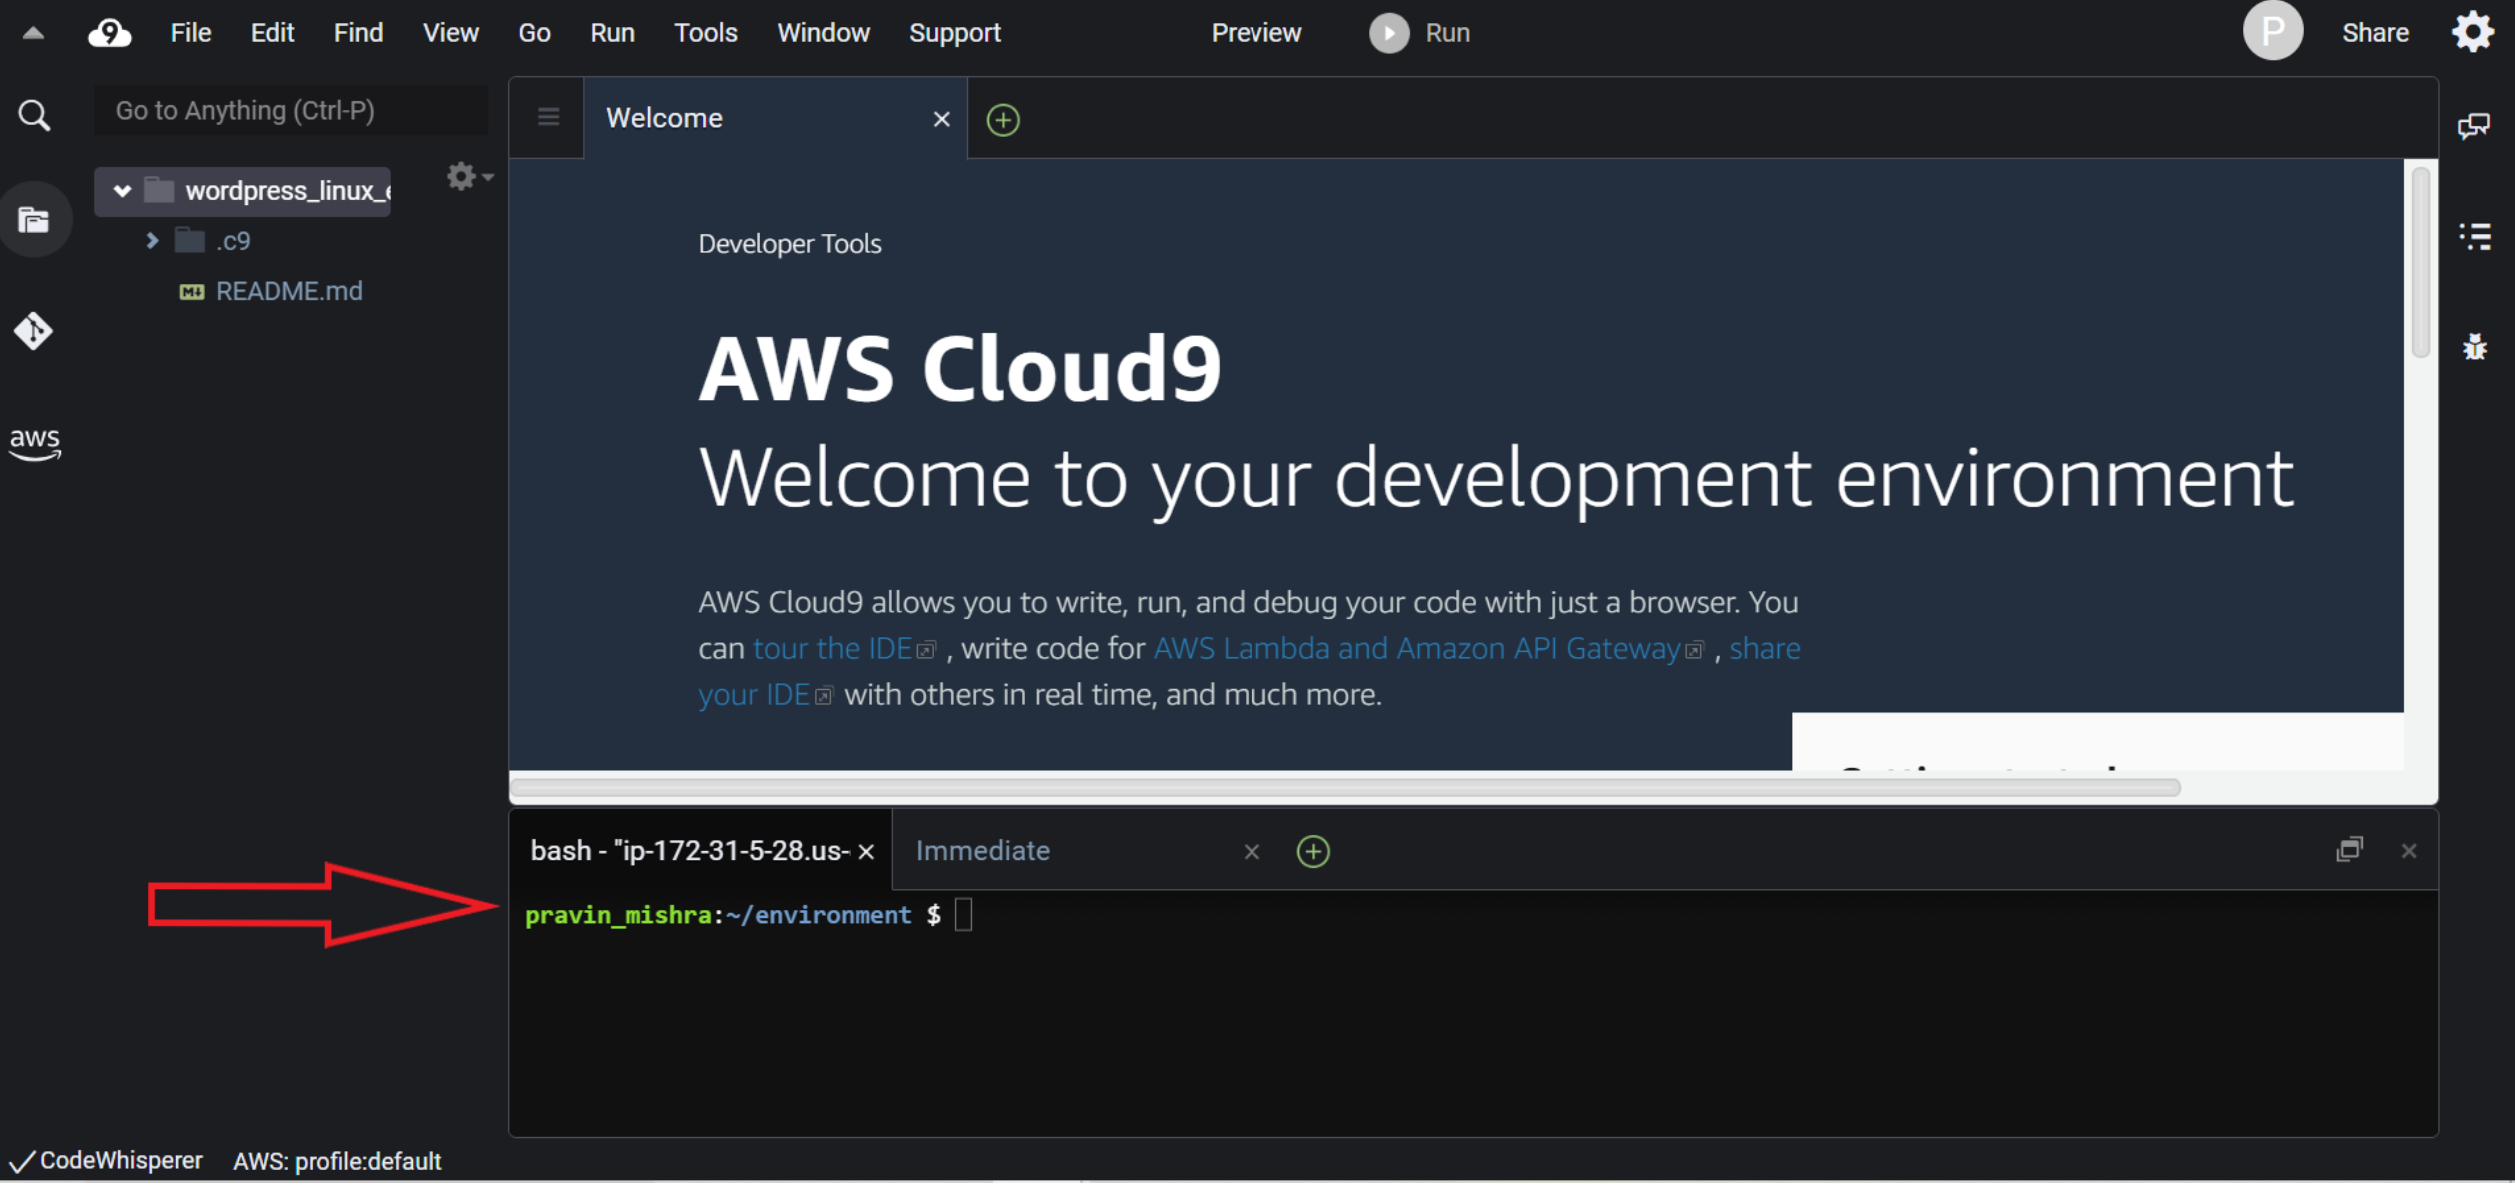 9 File Edit Find View Go Run Tools Window Support Preview Run P Share
Go to Anything (Ctrl-P)
Welcome
wordpress_linux_e
.c9
README.md
aws
Developer Tools
AWS Cloud9
Welcome to your development environment
AWS Cloud9 allows you to write, run, and debug your code with just a browser. You
can tour the IDE , write code for AWS Lambda and Amazon API Gateway , share
your IDE with others in real time, and much more.
bash - "ip-172-31-5-28.us- Immediate
pravin_mishra:~/environment $
CodeWhisperer AWS: profile:default